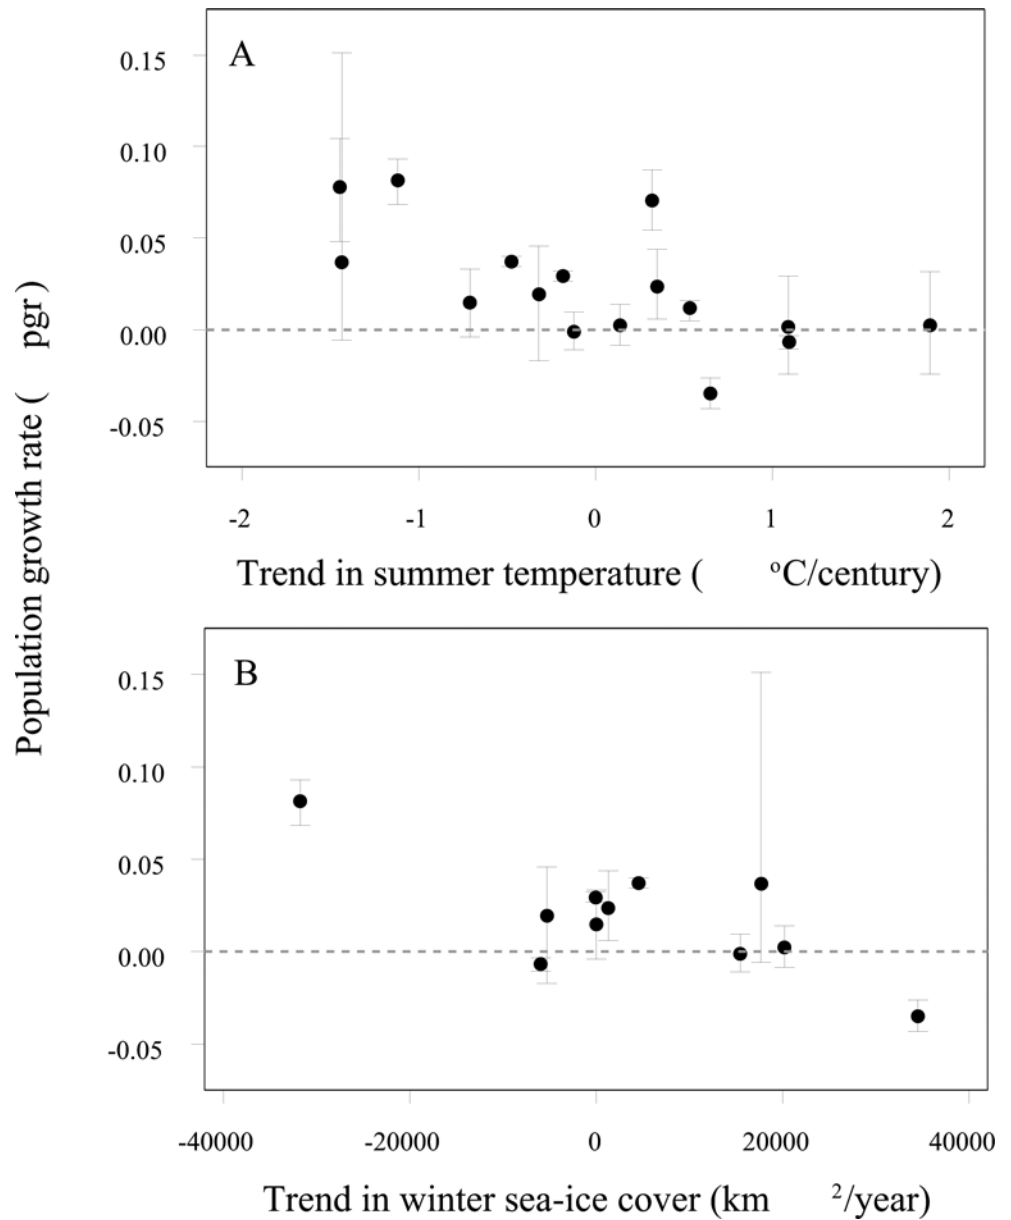 A
0.15
0.10
0.05
0.00
-0.05
-2 -1 0 1 2
Trend in summer temperature ( °C/century)
Population growth rate ( pgr)
B
0.15
0.10
0.05
0.00
-0.05
-40000 -20000 0 20000 40000
Trend in winter sea-ice cover (km ²/year)